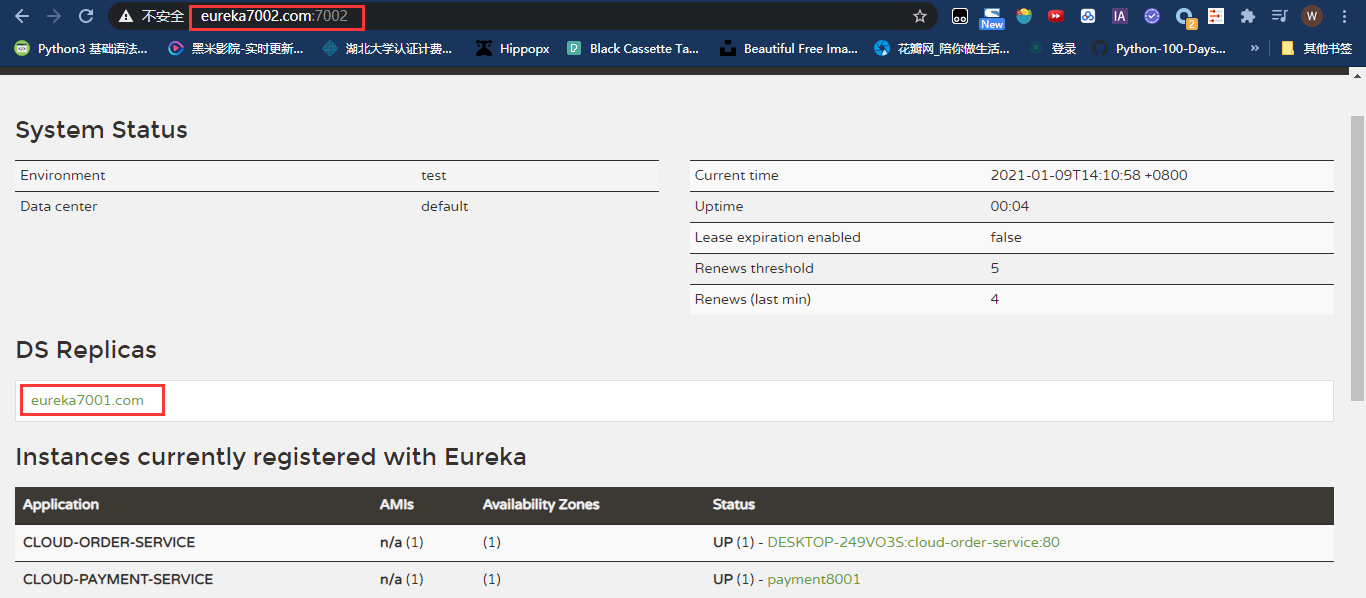 不安全 eureka7002.com:7002
New IA 2 W
Python3 基础语法... 黑米影院-实时更新... 湖北大学认证计费... Hippopx Black Cassette Ta... Beautiful Free Ima... 花瓣网_陪你做生活... 登录 Python-100-Days... » 其他书签
System Status
Environment test
Data center default
Current time 2021-01-09T14:10:58 +0800
Uptime 00:04
Lease expiration enabled false
Renews threshold 5
Renews (last min) 4
DS Replicas
eureka7001.com
Instances currently registered with Eureka
Application AMIs Availability Zones Status
CLOUD-ORDER-SERVICE n/a (1) (1) UP (1) - DESKTOP-249VO3S:cloud-order-service:80
CLOUD-PAYMENT-SERVICE n/a (1) (1) UP (1) - payment8001